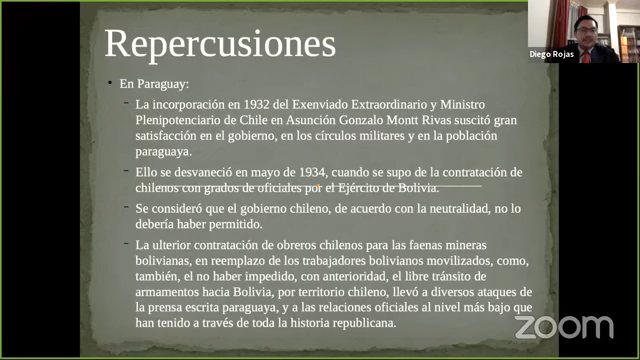 Repercusiones
Diego Rojas
• En Paraguay:
– La incorporación en 1932 del Exenviado Extraordinario y Ministro
Plenipotenciario de Chile en Asunción Gonzalo Montt Rivas suscitó gran
satisfacción en el gobierno, en los círculos militares y en la población
paraguaya.
– Ello se desvaneció en mayo de 1934, cuando se supo de la contratación de
chilenos con grados de oficiales por el Ejército de Bolivia.
– Se consideró que el gobierno chileno, de acuerdo con la neutralidad, no lo
debería haber permitido.
– La ulterior contratación de obreros chilenos para las faenas mineras
bolivianas, en reemplazo de los trabajadores bolivianos movilizados, como,
también, el no haber impedido, con anterioridad, el libre tránsito de
armamentos hacia Bolivia, por territorio chileno, llevó a diversos ataques de
la prensa escrita paraguaya, y a las relaciones oficiales al nivel más bajo que
han tenido a través de toda la historia republicana.
zoom